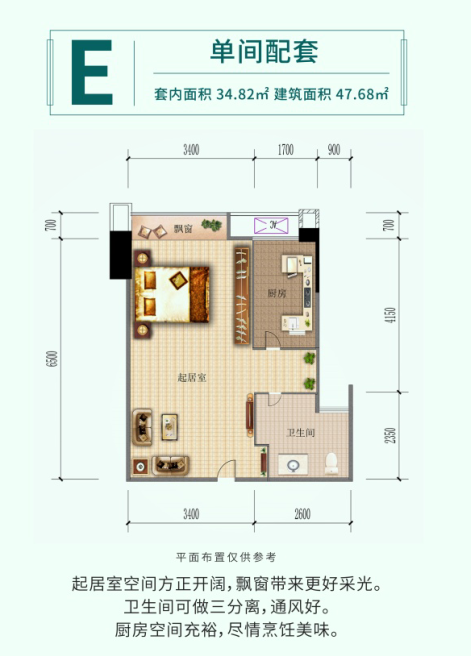 E
单间配套
套内面积 34.82㎡ 建筑面积 47.68㎡
3400 1700 900
700 700
飘窗 AC
厨房
6500 4150
起居室
卫生间
2350
3400 2600
平面布置仅供参考
起居室空间方正开阔,飘窗带来更好采光。
卫生间可做三分离,通风好。
厨房空间充裕,尽情烹饪美味。